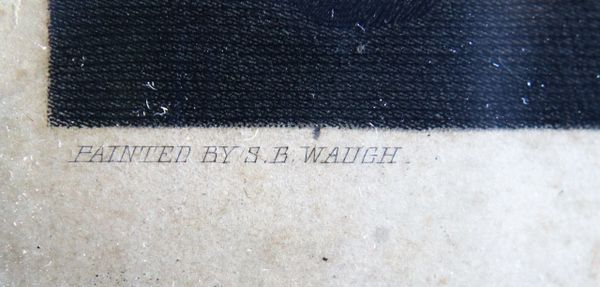 PAINTED BY S. B. WAUGH.